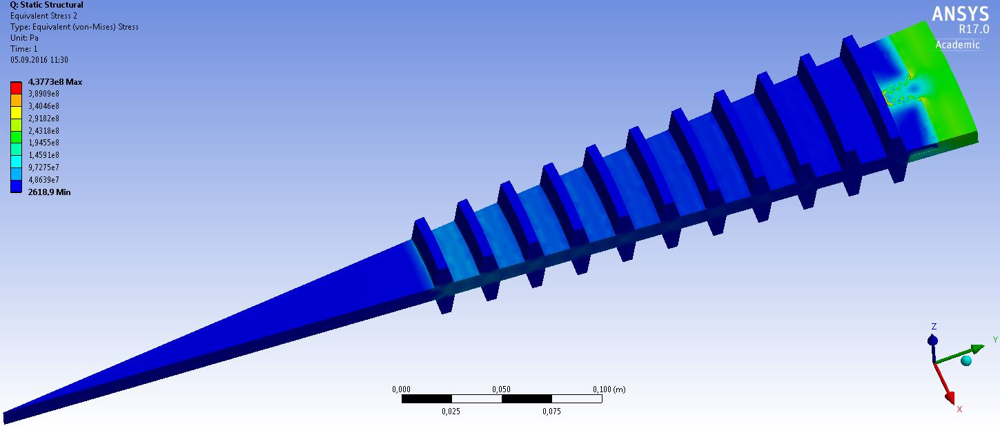 Q: Static Structural
Equivalent Stress 2
Type: Equivalent (von-Mises) Stress
Unit: Pa
Time: 1
05.09.2016 11:30
ANSYS
R17.0
Academic
4,3773e8 Max
3,8909e8
3,4046e8
2,9182e8
2,4318e8
1,9455e8
1,4591e8
9,7275e7
4,8639e7
2618,9 Min
Z
Y
X
0,000 0,050 0,100 (m)
0,025 0,075